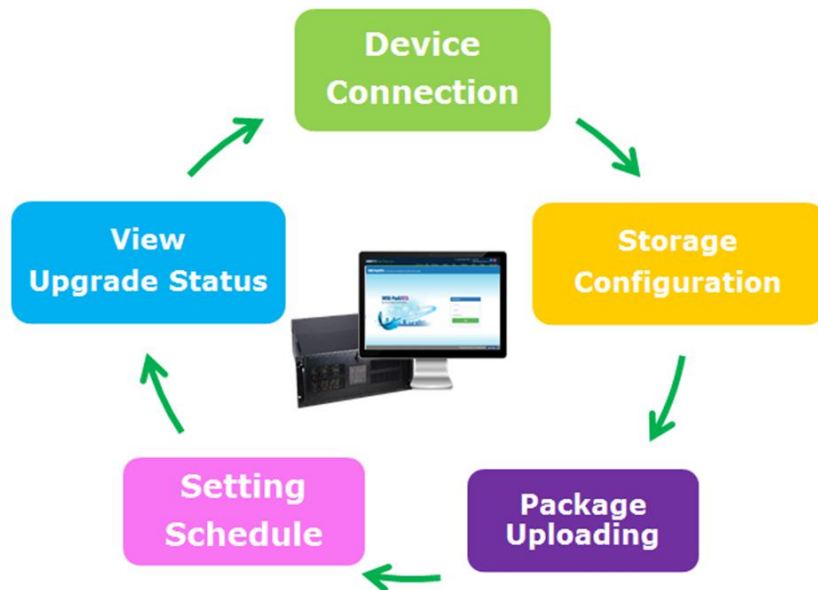 Device
Connection
Storage
Configuration
Package
Uploading
Setting
Schedule
View
Upgrade Status